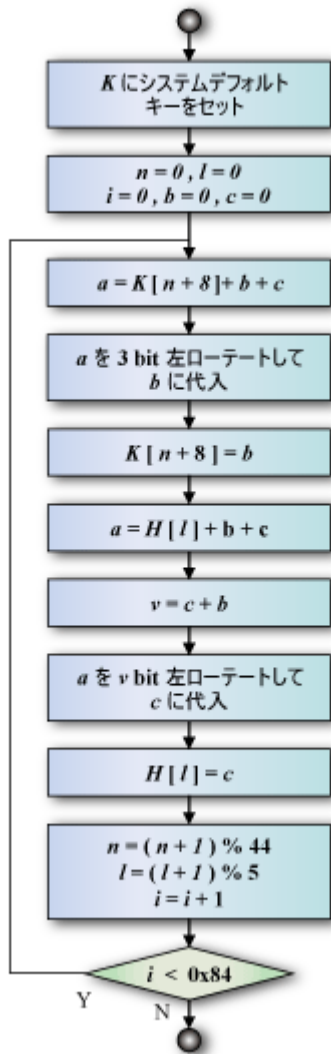 K にシステムデフォルト
キーをセット
n=0 , l=0
i=0 , b=0 , c=0
a=K[ n+8]+ b + c
a を 3 bit 左ローテートして
b に代入
K [ n + 8 ] = b
a = H [ l ] + b + c
v = c + b
a を v bit 左ローテートして
c に代入
H [ l ] = c
n = ( n + 1 ) % 44
l = ( l + 1 ) % 5
i = i + 1
i < 0x84
Y
N